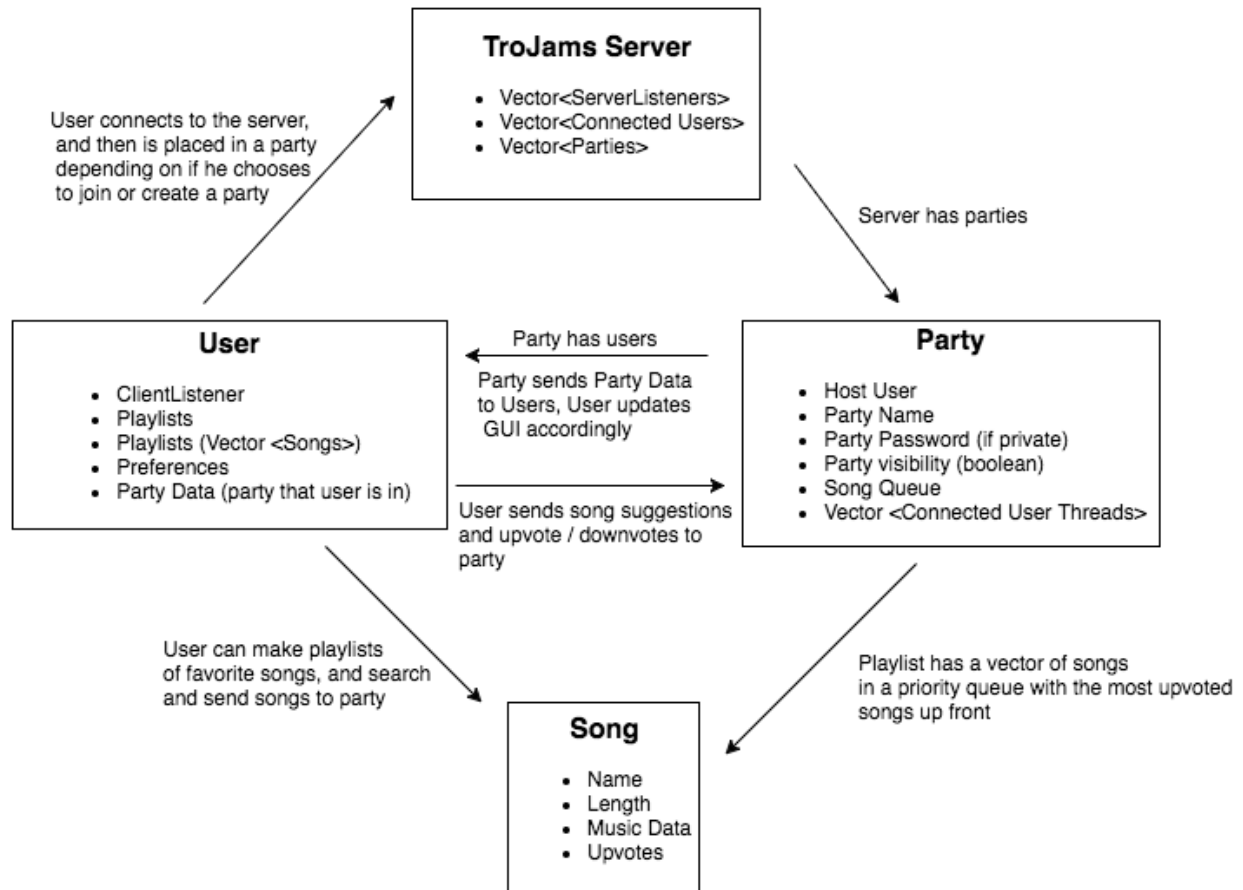 TroJams Server
• Vector<ServerListeners>
• Vector<Connected Users>
• Vector<Parties>
User connects to the server,
and then is placed in a party
depending on if he chooses
to join or create a party
Server has parties
User
• ClientListener
• Playlists
• Playlists (Vector <Songs>)
• Preferences
• Party Data (party that user is in)
Party has users
Party sends Party Data
to Users, User updates
GUI accordingly
User sends song suggestions
and upvote / downvotes to
party
Party
• Host User
• Party Name
• Party Password (if private)
• Party visibility (boolean)
• Song Queue
• Vector <Connected User Threads>
User can make playlists
of favorite songs, and search
and send songs to party
Playlist has a vector of songs
in a priority queue with the most upvoted
songs up front
Song
• Name
• Length
• Music Data
• Upvotes